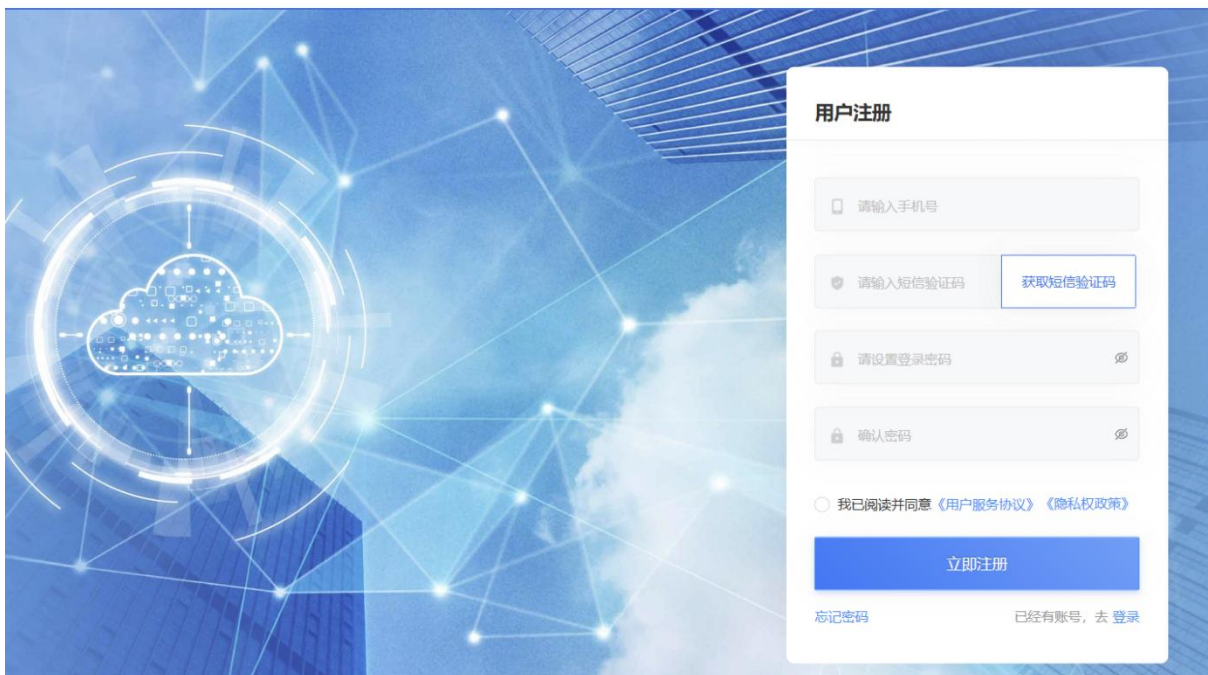 用户注册
请输入手机号
请输入短信验证码 获取短信验证码
请设置登录密码
确认密码
我已阅读并同意《用户服务协议》《隐私权政策》
立即注册
忘记密码 已经有账号，去 登录